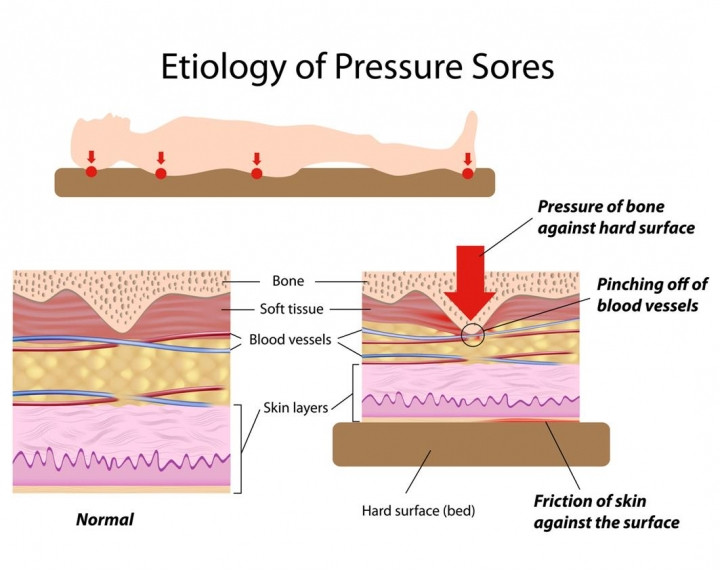 Etiology of Pressure Sores
Pressure of bone
against hard surface
Pinching off of
blood vessels
Bone
Soft tissue
Blood vessels
Skin layers
Normal
Hard surface (bed)
Friction of skin
against the surface